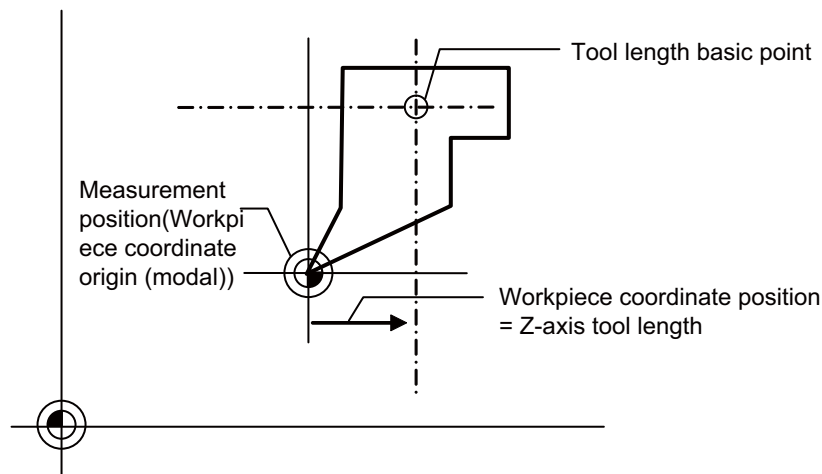 Tool length basic point
Measurement
position(Workpi
ece coordinate
origin (modal))
Workpiece coordinate position
= Z-axis tool length